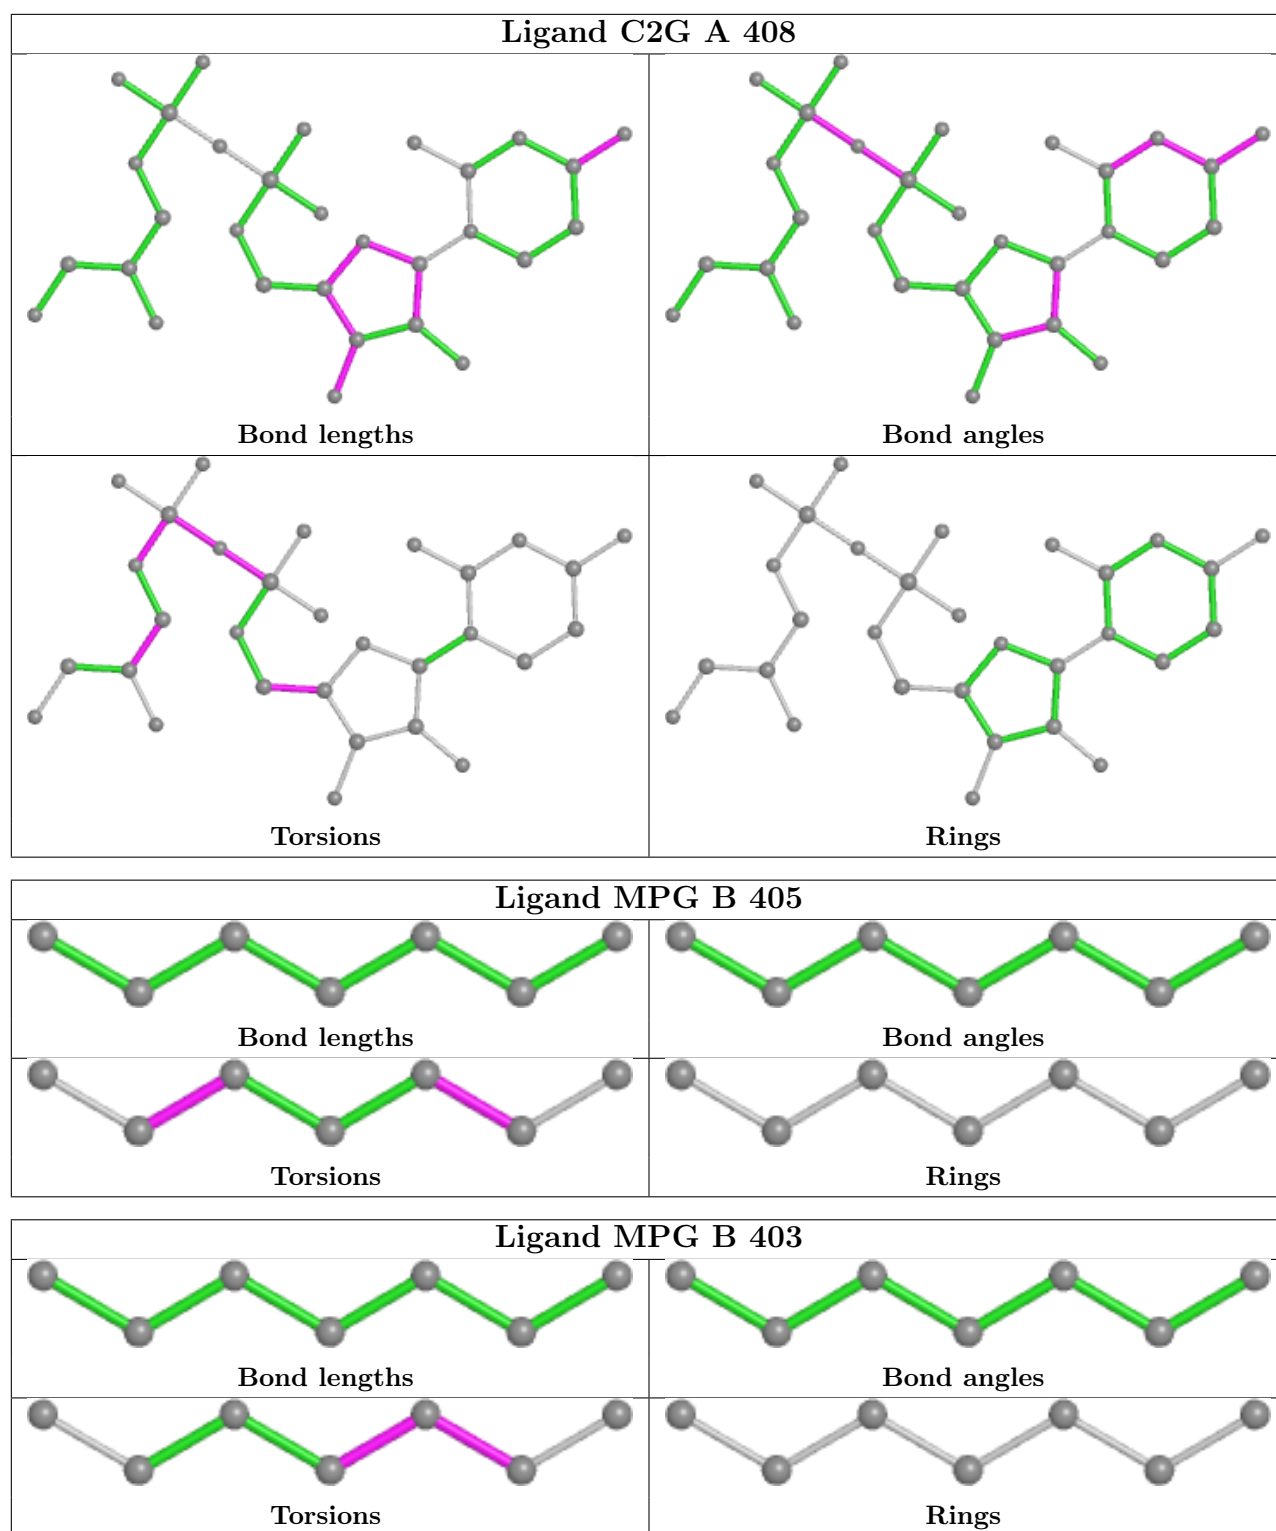 Ligand C2G A 408
Bond lengths
Bond angles
Torsions
Rings
Ligand MPG B 405
Bond lengths
Bond angles
Torsions
Rings
Ligand MPG B 403
Bond lengths
Bond angles
Torsions
Rings